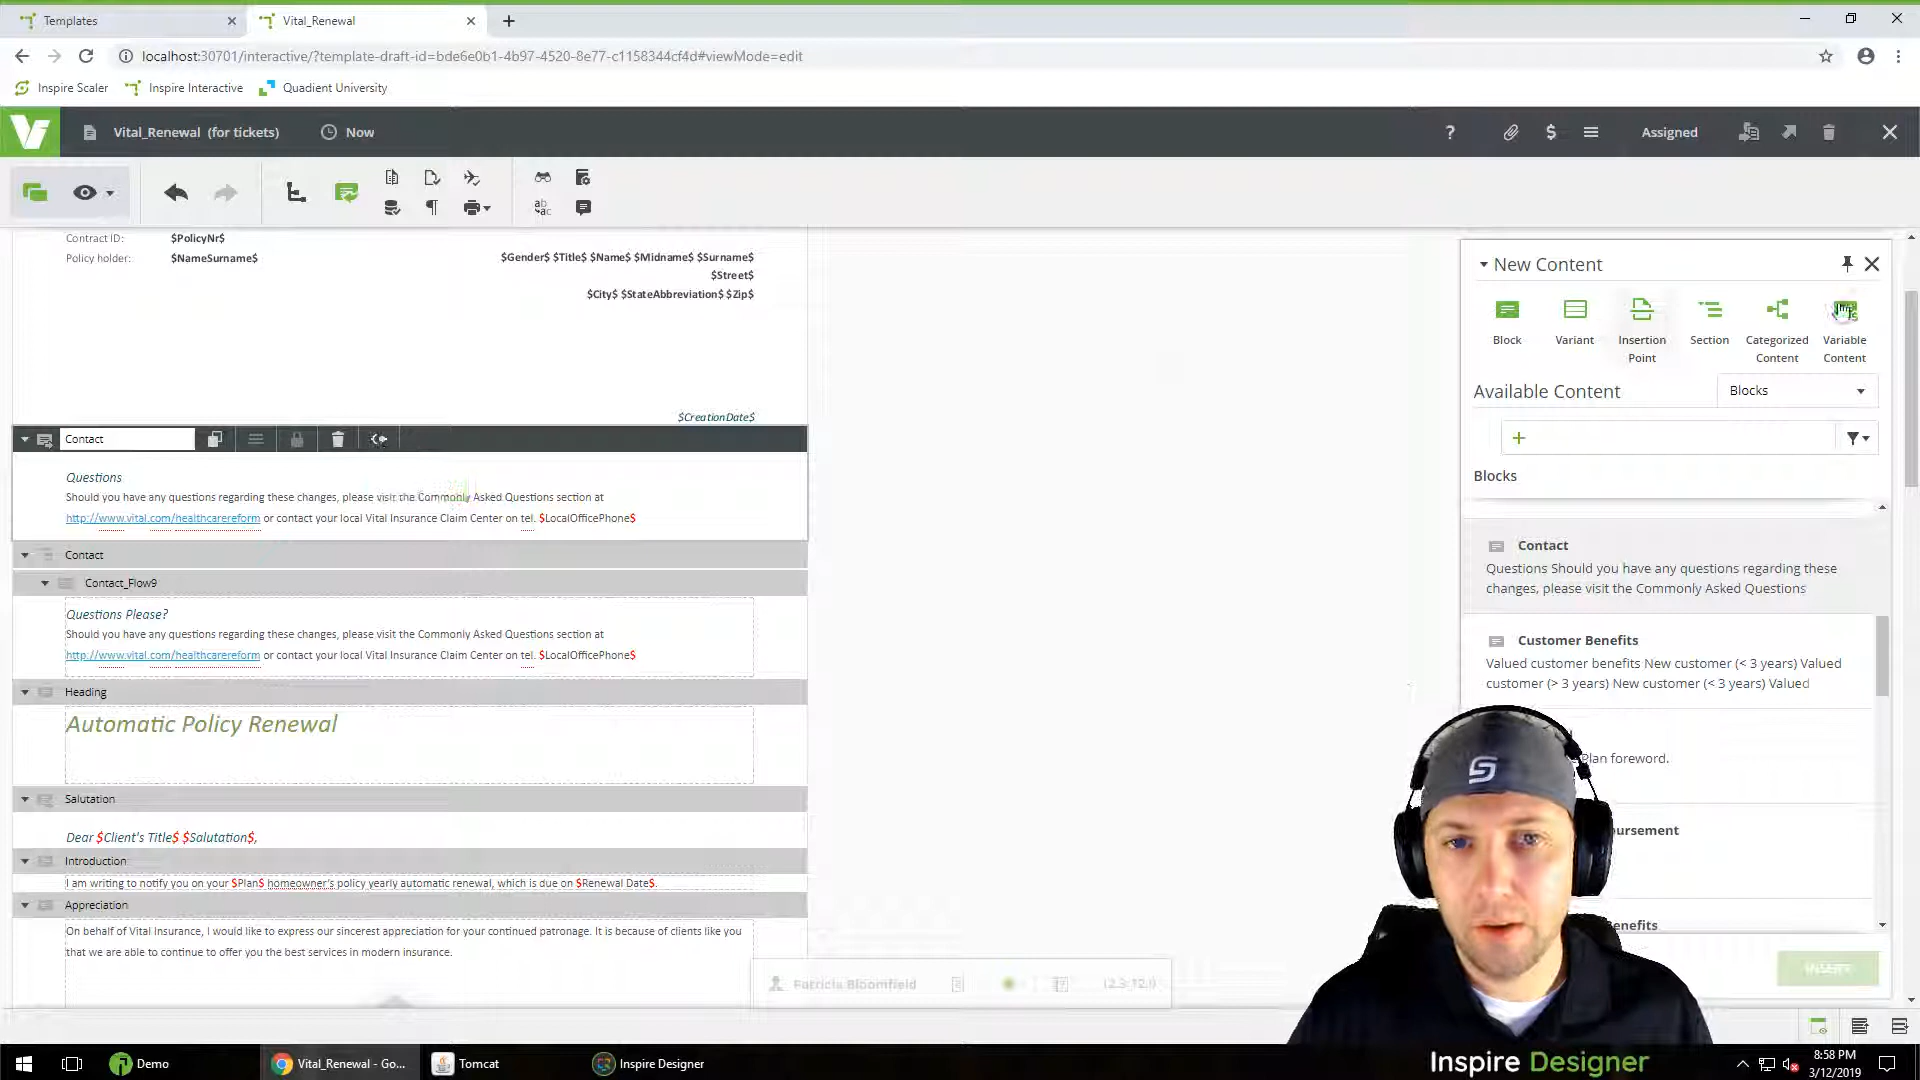 Templates
Vital_Renewal
localhost:30701/interactive/?template-draft-id=bde6e0b1-4b97-4520-8e77-c1158344cf4d#viewMode=edit
Inspire Scaler
Inspire Interactive
Quadient University
Vital_Renewal (for tickets)
Now
?
$
Assigned
Contract ID:
$PolicyNr$
Policy holder:
$NameSurname$
$Gender$ $Title$ $Name$ $Midname$ $Surname$
$Street$
$City$ $StateAbbreviation$ $Zip$
$CreationDate$
Contact
Questions
Should you have any questions regarding these changes, please visit the Commonly Asked Questions section at
http://www.vital.com/healthcarereform or contact your local Vital Insurance Claim Center on tel. $LocalOfficePhone$
Contact
Contact_Flow9
Questions Please?
Should you have any questions regarding these changes, please visit the Commonly Asked Questions section at
http://www.vital.com/healthcarereform or contact your local Vital Insurance Claim Center on tel. $LocalOfficePhone$
Heading
Automatic Policy Renewal
Salutation
Dear $Client's Title$ $Salutation$,
Introduction
I am writing to notify you on your $Plan$ homeowner's policy yearly automatic renewal, which is due on $Renewal Date$.
Appreciation
On behalf of Vital Insurance, I would like to express our sincerest appreciation for your continued patronage. It is because of clients like you
that we are able to continue to offer you the best services in modern insurance.
Patricia Bloomfield
New Content
Block
Variant
Insertion
Point
Section
Categorized
Content
Variable
Content
Available Content
Blocks
Blocks
Contact
Questions Should you have any questions regarding these
changes, please visit the Commonly Asked Questions
Customer Benefits
Valued customer benefits New customer (< 3 years) Valued
customer (> 3 years) New customer (< 3 years) Valued
Plan foreword.
ursement
enefits
INSERT
Demo
Vital_Renewal - Go...
Tomcat
Inspire Designer
Inspire Designer
8:58 PM
3/12/2019